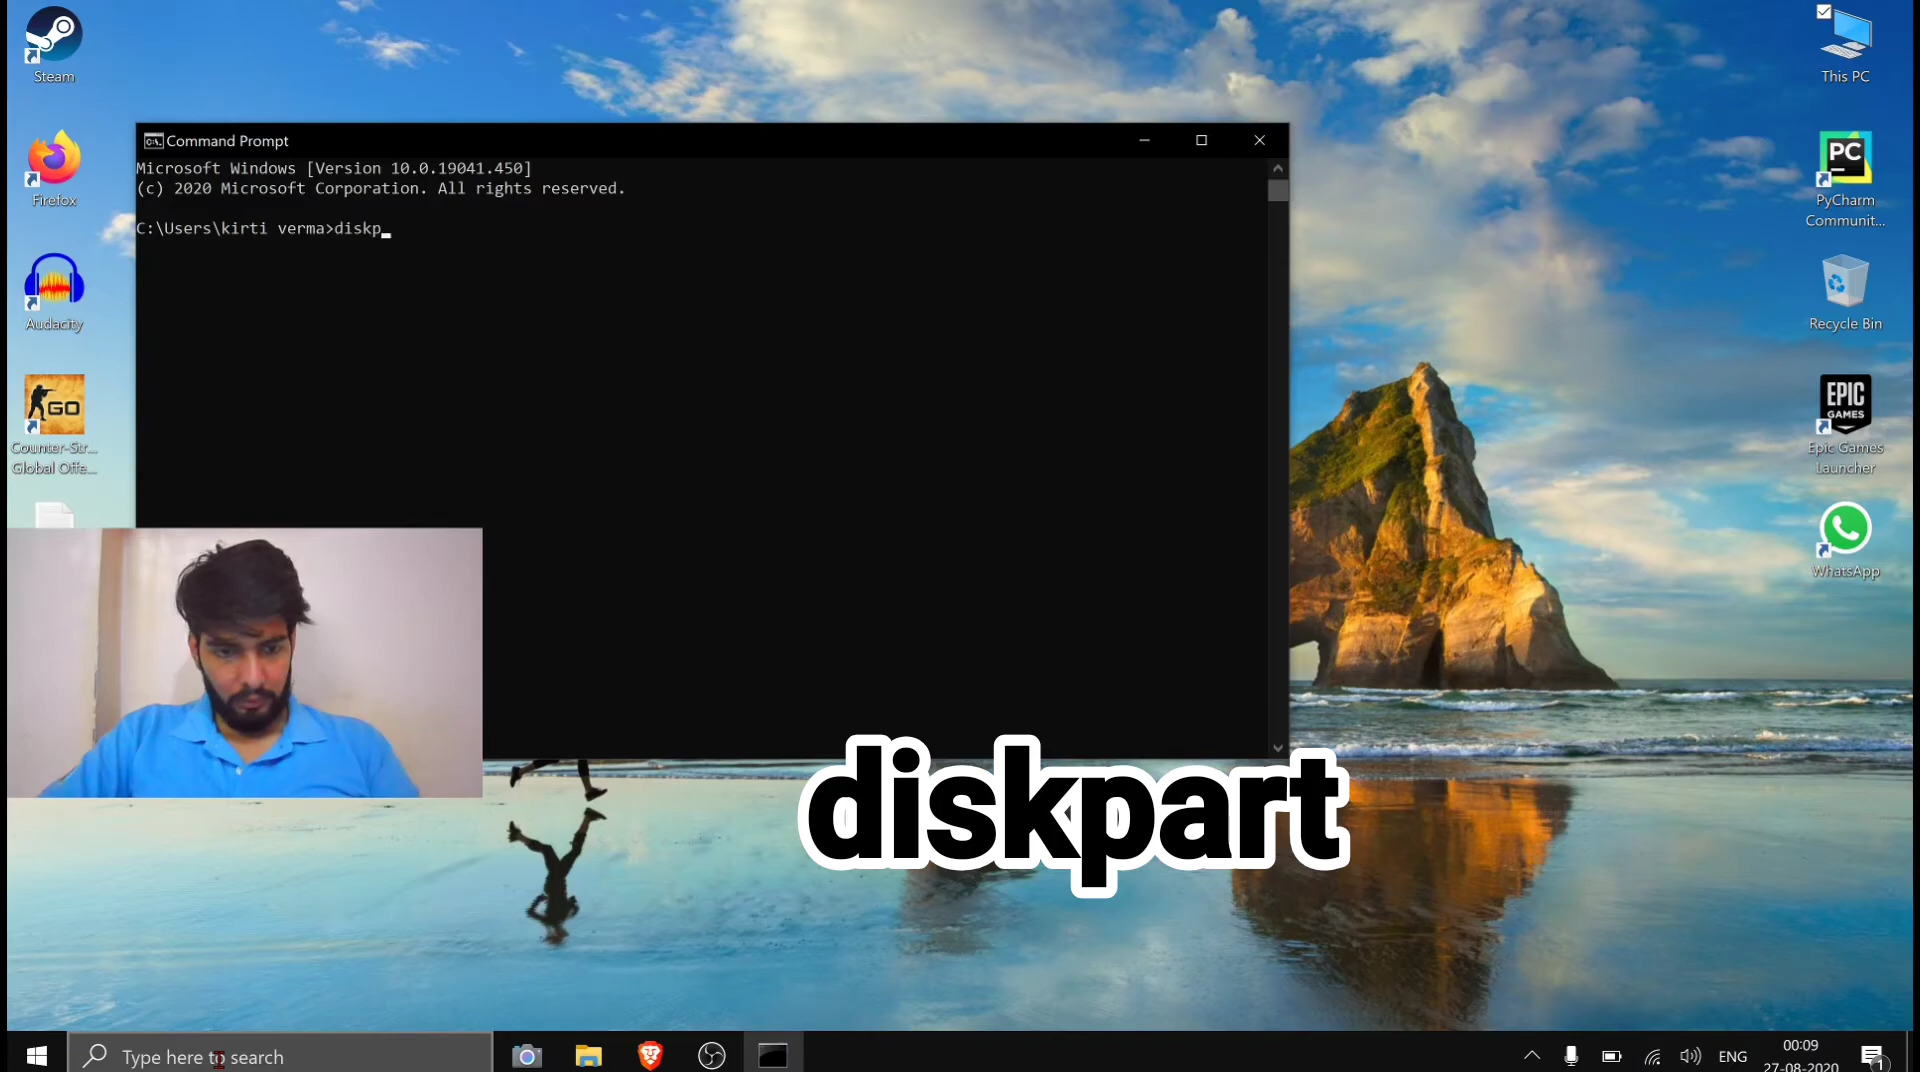 Steam
This PC
Command Prompt
Microsoft Windows [Version 10.0.19041.450]
(c) 2020 Microsoft Corporation. All rights reserved.
C:\Users\kirti verma>diskp_
Firefox
PC
PyCharm
Communit...
Audacity
Recycle Bin
GO
Counter-Str...
Global Offe...
EPIC
GAMES
Epic Games
Launcher
WhatsApp
diskpart
Type here to search
ENG
00:09
27-08-2020
1